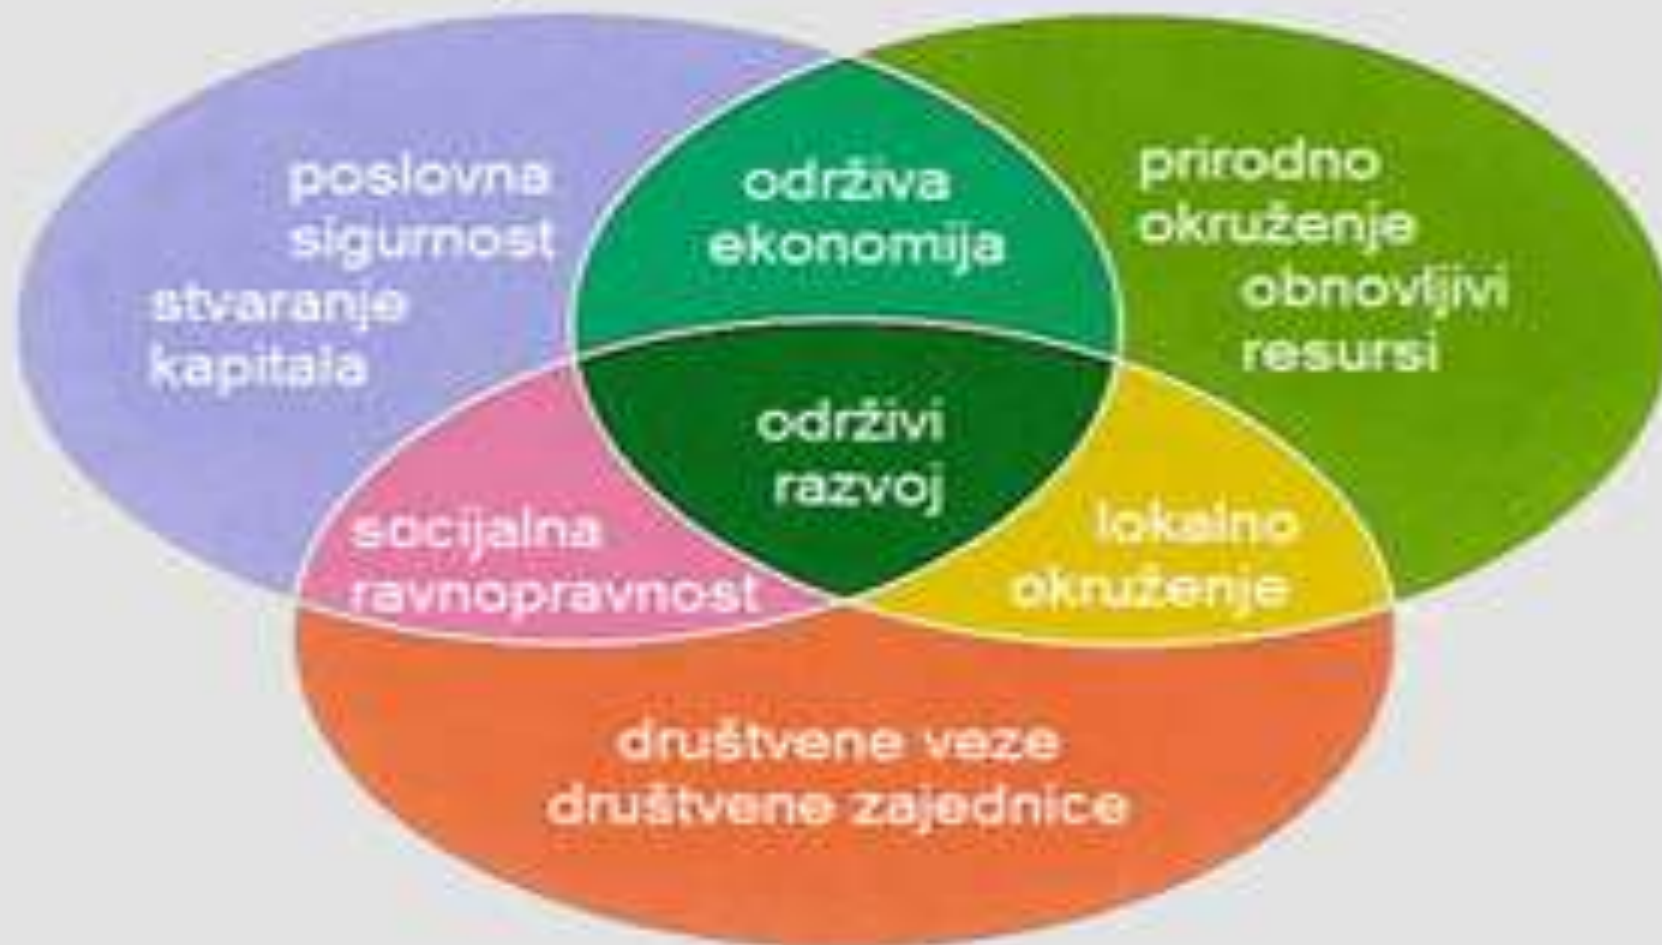 poslovna
sigurnost
stvaranje
kapitala
održiva
ekonomija
prirodno
okruženje
obnovljivi
resursi
održivi
razvoj
socijalna
ravnopravnost
lokalno
okruženje
društvene veze
društvene zajednice